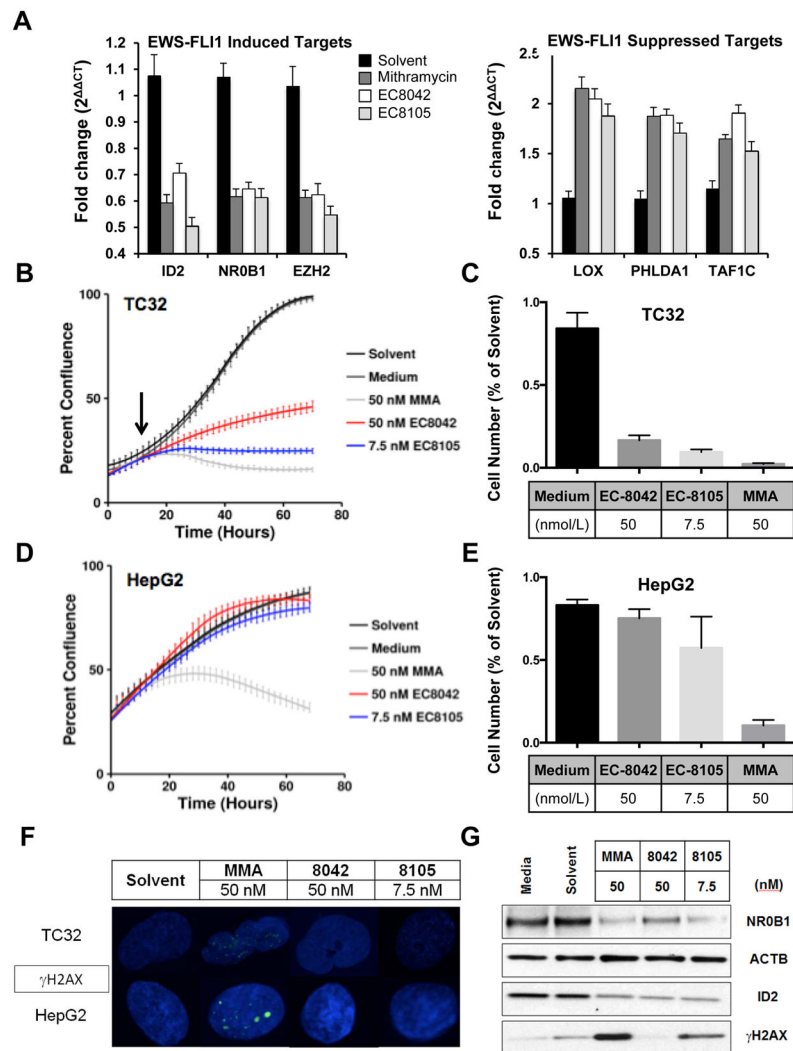 A
EWS-FLI1 Induced Targets
Fold change (2ΔΔCT)
1.2
1.1
1
0.9
0.8
0.7
0.6
0.5
0.4
ID2 NR0B1 EZH2
Solvent
Mithramycin
EC8042
EC8105
EWS-FLI1 Suppressed Targets
Fold change (2ΔΔCT)
2.5
2
1.5
1
0.5
LOX PHLDA1 TAF1C
B
TC32
Percent Confluence
100
50
0
0 20 40 60 80
Time (Hours)
Solvent
Medium
50 nM MMA
50 nM EC8042
7.5 nM EC8105
C
TC32
Cell Number (% of Solvent)
1.0
0.5
0.0
Medium EC-8042 EC-8105 MMA
(nmol/L) 50 7.5 50
D
HepG2
Percent Confluence
100
50
0
0 20 40 60 80
Time (Hours)
Solvent
Medium
50 nM MMA
50 nM EC8042
7.5 nM EC8105
E
HepG2
Cell Number (% of Solvent)
1.0
0.5
0.0
Medium EC-8042 EC-8105 MMA
(nmol/L) 50 7.5 50
F
Solvent MMA 8042 8105
50 nM 50 nM 7.5 nM
TC32
γH2AX
HepG2
G
Media Solvent MMA 8042 8105
50 50 7.5 (nM)
NR0B1
ACTB
ID2
γH2AX